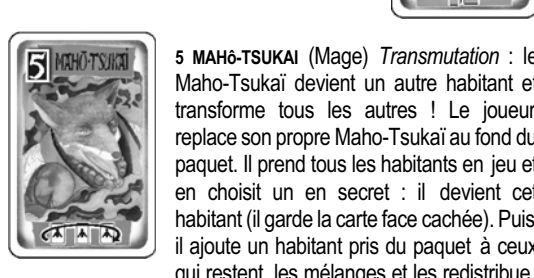 5 MAHÔ-TSUKAI
5 MAHô-TSUKAI (Mage) Transmutation : le
Maho-Tsukaï devient un autre habitant et
transforme tous les autres ! Le joueur
replace son propre Maho-Tsukaï au fond du
paquet. Il prend tous les habitants en jeu et
en choisit un en secret : il devient cet
habitant (il garde la carte face cachée). Puis
il ajoute un habitant pris du paquet à ceux
qui restent, les mélanges et les redistribue.